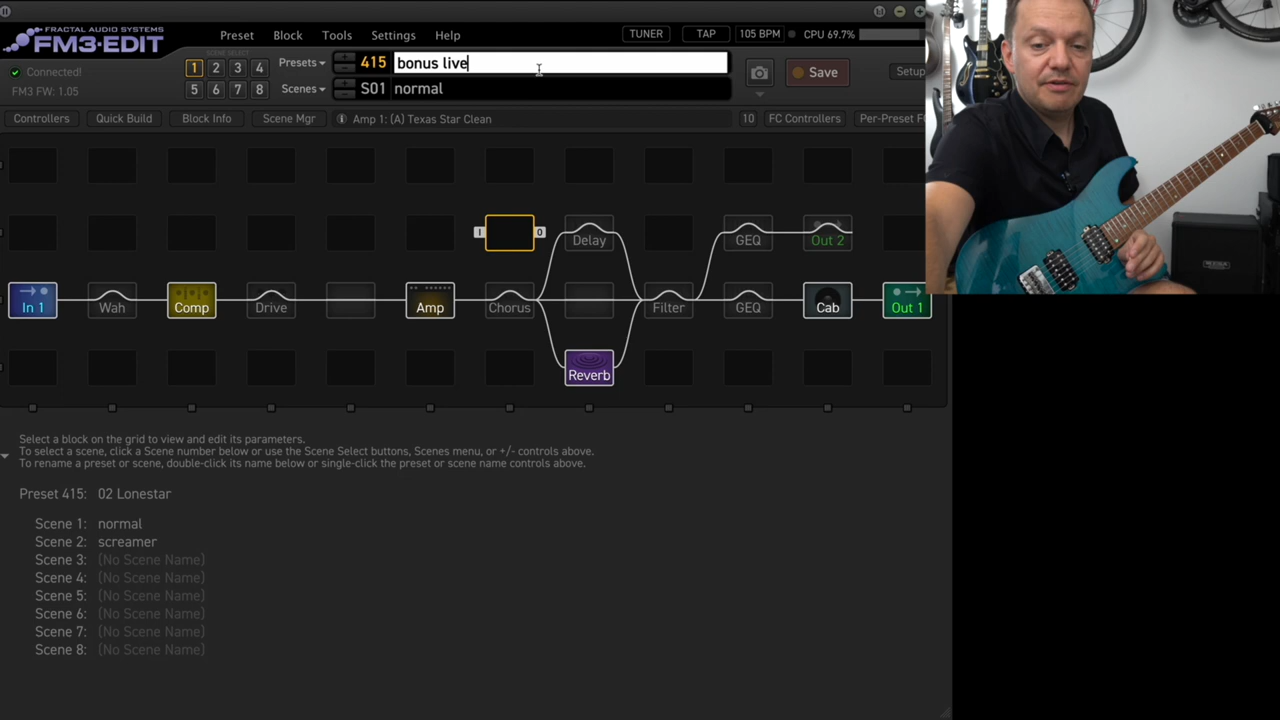 FRACTAL AUDIO SYSTEMS
FM3-EDIT
Preset Block Tools Settings Help
TUNER TAP 105 BPM CPU 69.7%
SCENE SELECT
Connected!
FM3 FW: 1.05
1 2 3 4
5 6 7 8
Presets 415 bonus live
Scenes S01 normal
Save
Setup
Controllers Quick Build Block Info Scene Mgr Amp 1: (A) Texas Star Clean 10 FC Controllers Per-Preset
I O Delay GEQ Out 2
In 1 Wah Comp Drive Amp Chorus Filter GEQ Cab Out 1
Reverb
Select a block on the grid to view and edit its parameters.
To select a scene, click a Scene number below or use the Scene Select buttons, Scenes menu, or +/- controls above.
To rename a preset or scene, double-click its name below or single-click the preset or scene name controls above.
Preset 415: 02 Lonestar
Scene 1: normal
Scene 2: screamer
Scene 3: (No Scene Name)
Scene 4: (No Scene Name)
Scene 5: (No Scene Name)
Scene 6: (No Scene Name)
Scene 7: (No Scene Name)
Scene 8: (No Scene Name)